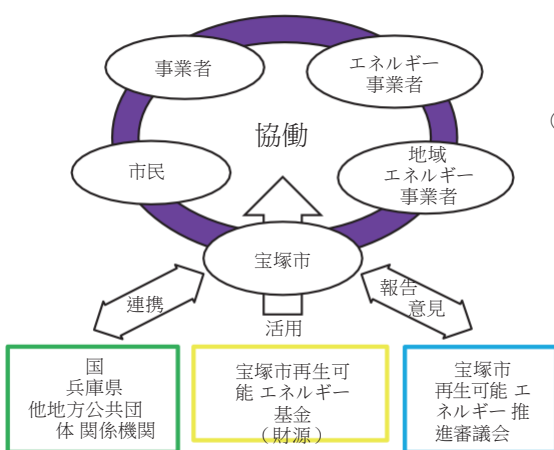 事業者
エネルギー
事業者
協働
市民
地域
エネルギー
事業者
宝塚市
連携
活用
報告
意見
国
兵庫県
他地方公共団
体 関係機関
宝塚市再生可
能 エネルギー
基金
（財源）
宝塚市
再生可能 エ
ネルギー 推
進審議会